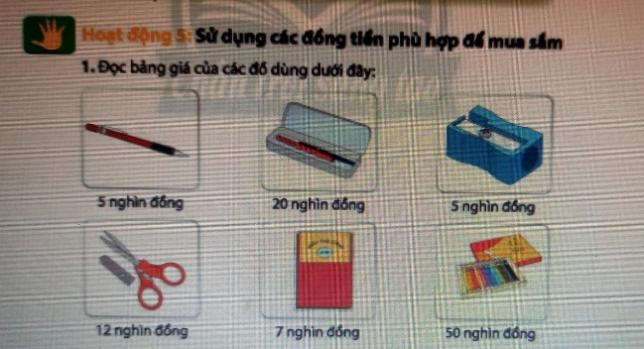 Hoạt động 5: Sử dụng các đồng tiền phù hợp để mua sắm
1. Đọc bảng giá của các đồ dùng dưới đây:
5 nghìn đồng
20 nghìn đồng
5 nghìn đồng
12 nghìn đồng
7 nghìn đồng
50 nghìn đồng